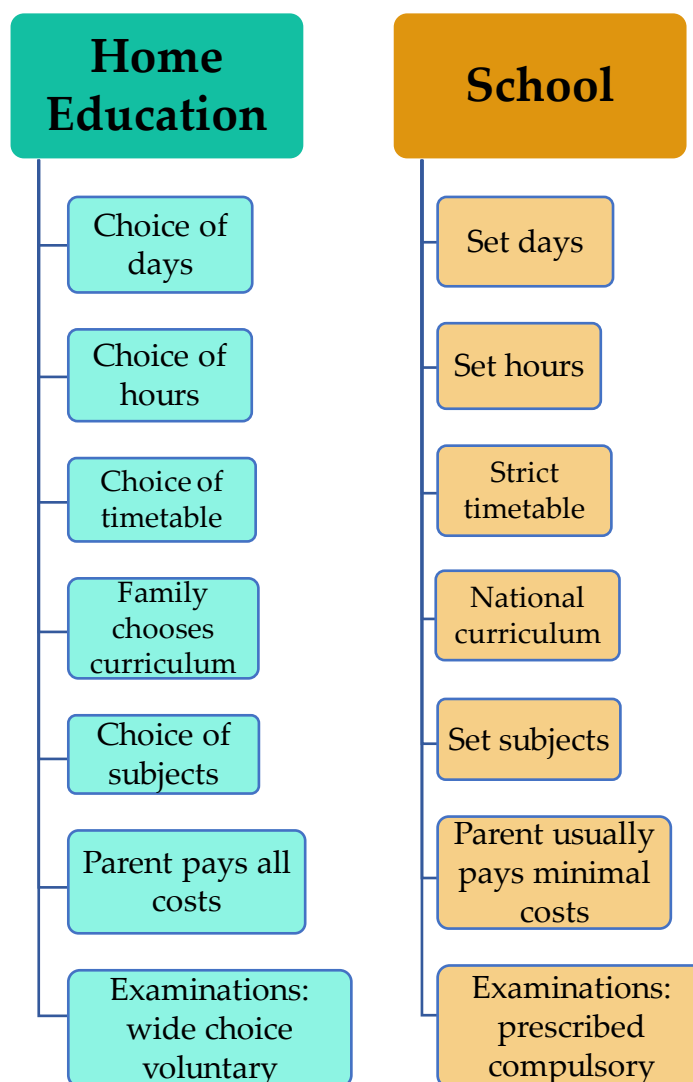 Home
Education
Choice of
days
Choice of
hours
Choice of
timetable
Family
chooses
curriculum
Choice of
subjects
Parent pays all
costs
Examinations:
wide choice
voluntary
School
Set days
Set hours
Strict
timetable
National
curriculum
Set subjects
Parent usually
pays minimal
costs
Examinations:
prescribed
compulsory